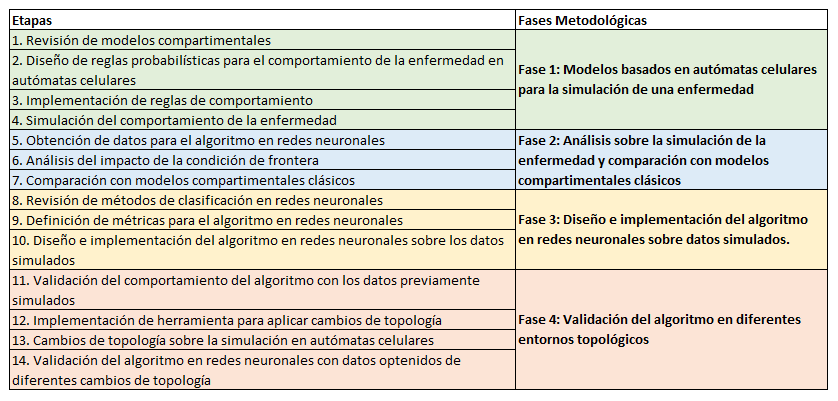 Etapas
Fases Metodológicas
1. Revisión de modelos compartimentales
2. Diseño de reglas probabilísticas para el comportamiento de la enfermedad en
autómatas celulares
3. Implementación de reglas de comportamiento
4. Simulación del comportamiento de la enfermedad
Fase 1: Modelos basados en autómatas celulares
para la simulación de una enfermedad
5. Obtención de datos para el algoritmo en redes neuronales
6. Análisis del impacto de la condición de frontera
7. Comparación con modelos compartimentales clásicos
Fase 2: Análisis sobre la simulación de la
enfermedad y comparación con modelos
compartimentales clásicos
8. Revisión de métodos de clasificación en redes neuronales
9. Definición de métricas para el algoritmo en redes neuronales
10. Diseño e implementación del algoritmo en redes neuronales sobre los datos
simulados
Fase 3: Diseño e implementación del algoritmo
en redes neuronales sobre datos simulados.
11. Validación del comportamiento del algoritmo con los datos previamente
simulados
12. Implementación de herramienta para aplicar cambios de topología
13. Cambios de topología sobre la simulación en autómatas celulares
14. Validación del algoritmo en redes neuronales con datos optenidos de
diferentes cambios de topología
Fase 4: Validación del algoritmo en diferentes
entornos topológicos